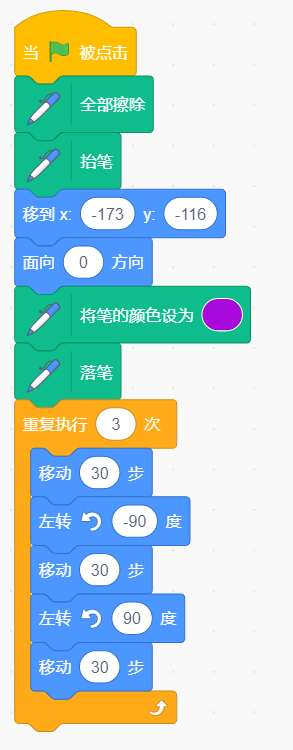 当 被点击
全部擦除
抬笔
移到 x: -173 y: -116
面向 0 方向
将笔的颜色设为
落笔
重复执行 3 次
移动 30 步
左转 -90 度
移动 30 步
左转 90 度
移动 30 步